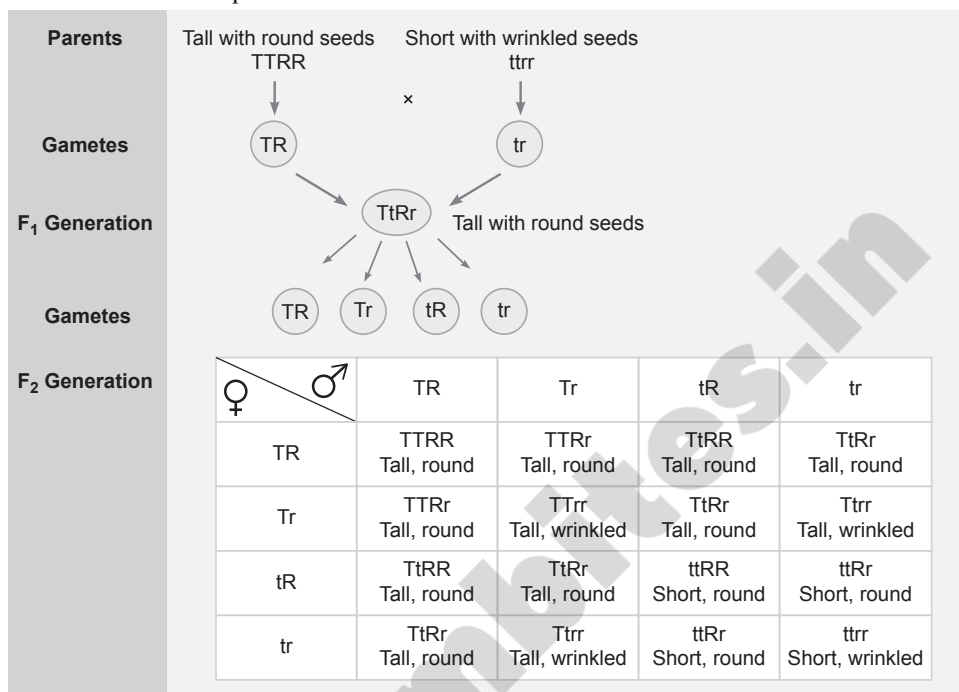 Parents
Tall with round seeds Short with wrinkled seeds
TTRR ttrr
×
Gametes
TR tr
F₁ Generation
TtRr Tall with round seeds
Gametes
TR Tr tR tr
F₂ Generation
♀ ♂ TR Tr tR tr
TR
TTRR TTRr TtRR TtRr
Tall, round Tall, round Tall, round Tall, round
Tr
TTRr TTrr TtRr Ttrr
Tall, round Tall, wrinkled Tall, round Tall, wrinkled
tR
TtRR TtRr ttRR ttRr
Tall, round Tall, round Short, round Short, round
tr
TtRr Ttrr ttRr ttrr
Tall, round Tall, wrinkled Short, round Short, wrinkled